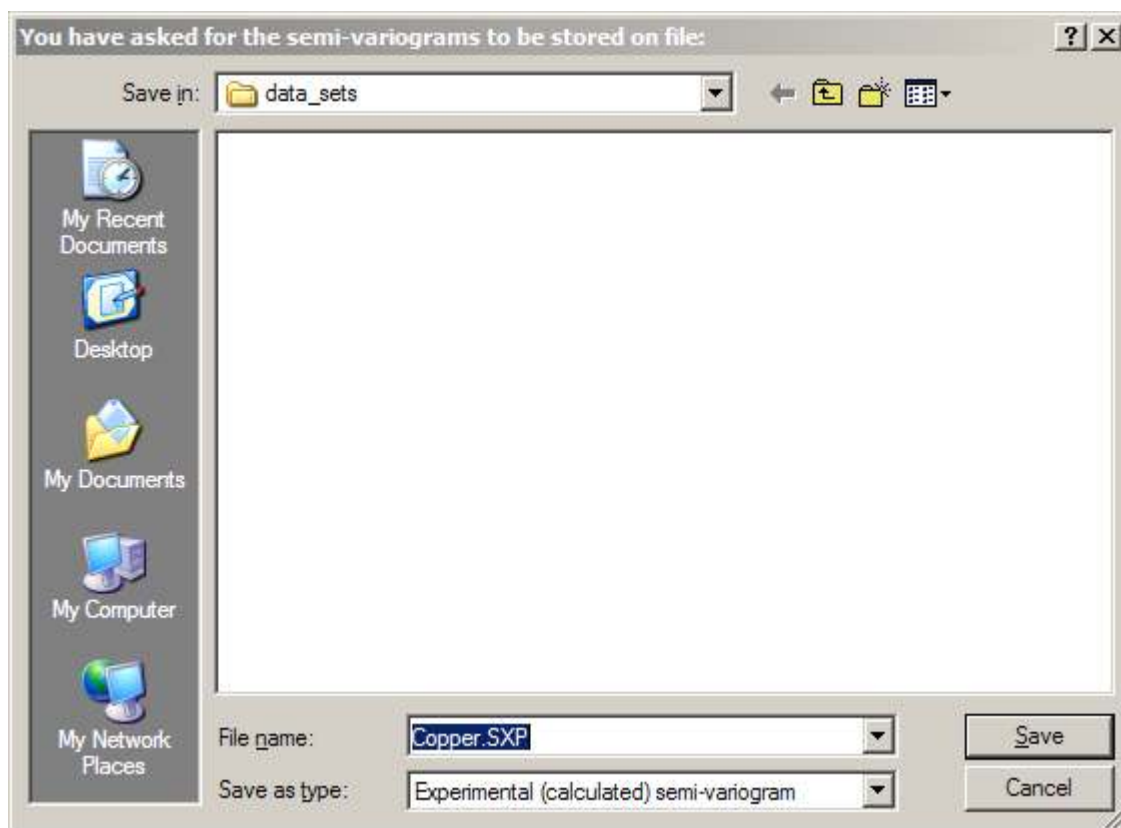 You have asked for the semi-variograms to be stored on file:
Save in:
data_sets
My Recent
Documents
Desktop
My Documents
My Computer
My Network
Places
File name:
Copper.SXP
Save
Save as type:
Experimental (calculated) semi-variogram
Cancel